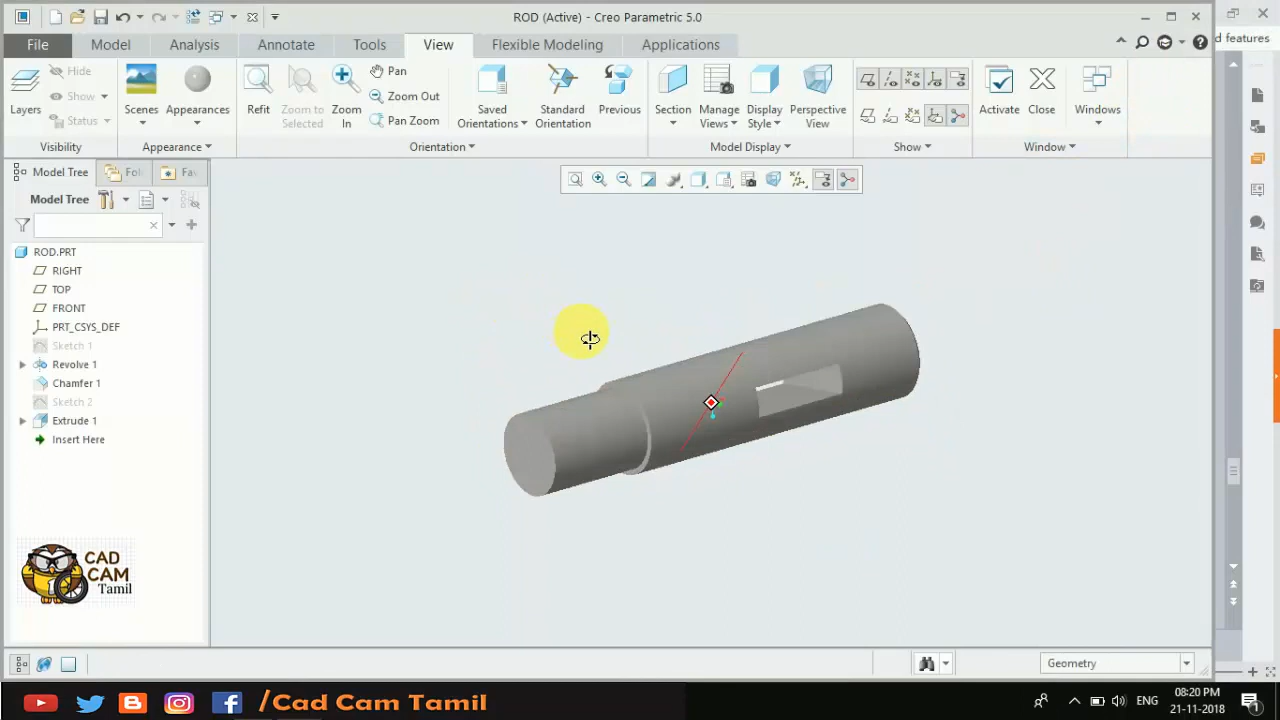 ROD (Active) - Creo Parametric 5.0
File Model Analysis Annotate Tools View Flexible Modeling Applications
d features
Layers
Hide
Show
Status
Visibility
Scenes
Appearances
Appearance
Refit
Zoom to Selected
Zoom In
Pan
Zoom Out
Pan Zoom
Saved Orientations
Standard Orientation
Previous
Orientation
Section
Manage Views
Display Style
Perspective View
Model Display
Show
Activate
Close
Windows
Window
Model Tree
Fol
Fav
Model Tree
ROD.PRT
RIGHT
TOP
FRONT
PRT_CSYS_DEF
Sketch 1
Revolve 1
Chamfer 1
Sketch 2
Extrude 1
Insert Here
CAD
CAM
Tamil
Geometry
/Cad Cam Tamil
ENG
08:20 PM
21-11-2018